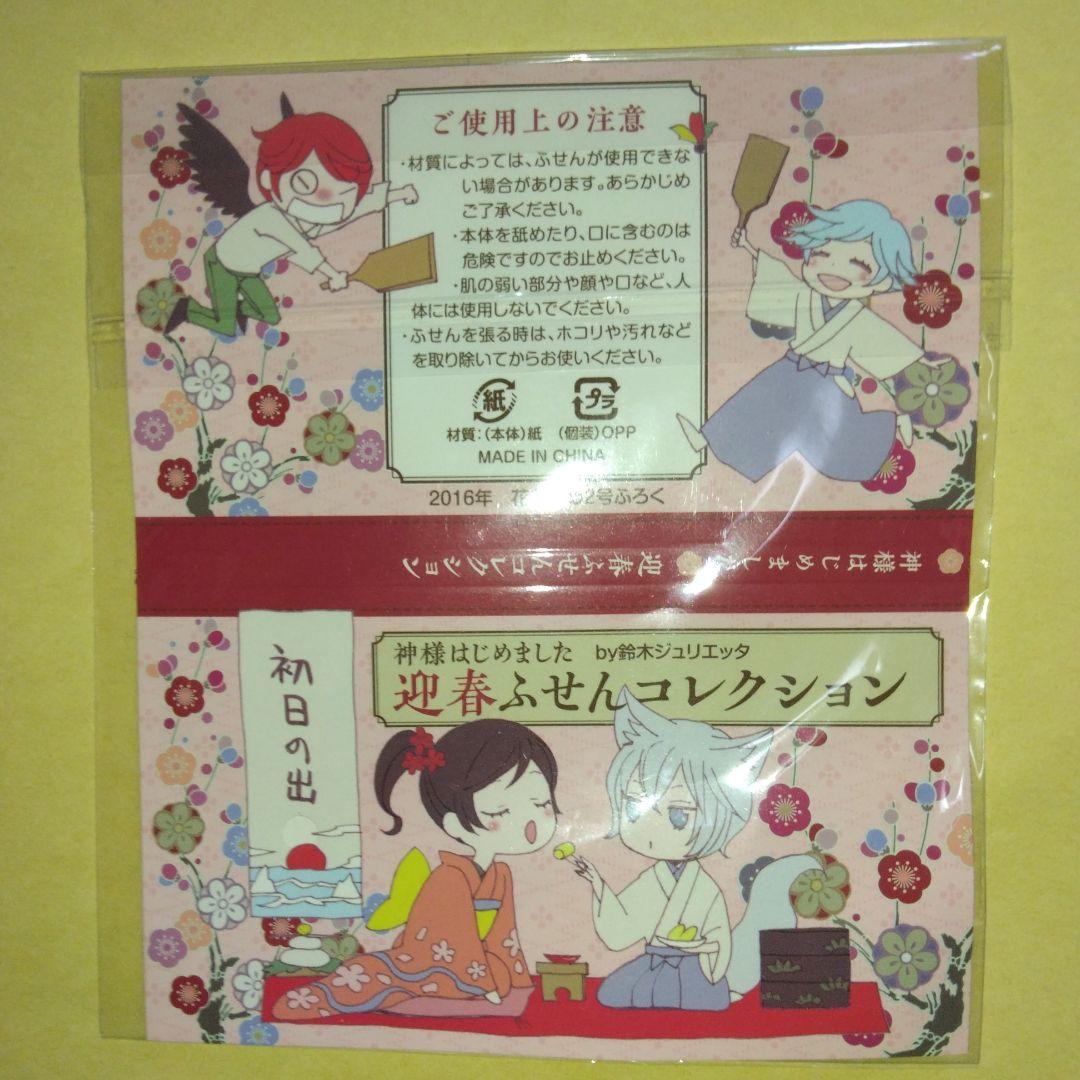 ご使用上の注意
・材質によっては、ふせんが使用できな
い場合があります。あらかじめ
ご了承ください。
・本体を舐めたり、口に含むのは
危険ですのでお止めください。
・肌の弱い部分や顔や口など、人
体には使用しないでください。
・ふせんを張る時は、ホコリや汚れなど
を取り除いてからお使いください。
紙
プラ
材質：（本体）紙　（個装）OPP
MADE IN CHINA
2016年 花 2号ふろく
神様はじめました 迎春ふせんコレクション
初日の出
神様はじめました by鈴木ジュリエッタ
迎春ふせんコレクション